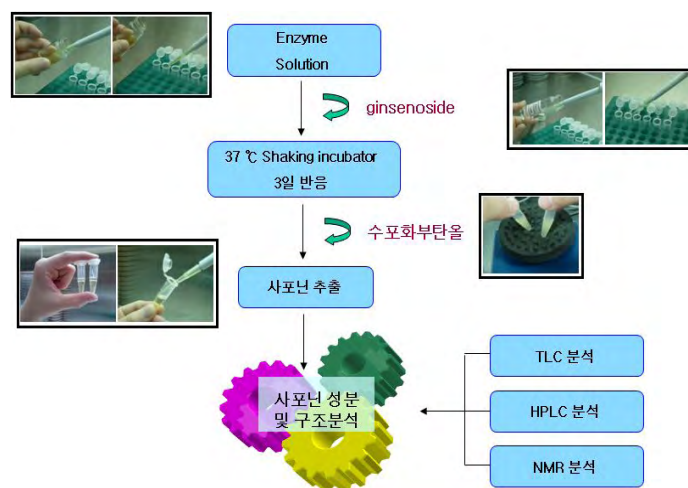 Enzyme
Solution
ginsenoside
37 ℃ Shaking incubator
3일 반응
수포화부탄올
사포닌 추출
사포닌 성분
및 구조분석
TLC 분석
HPLC 분석
NMR 분석